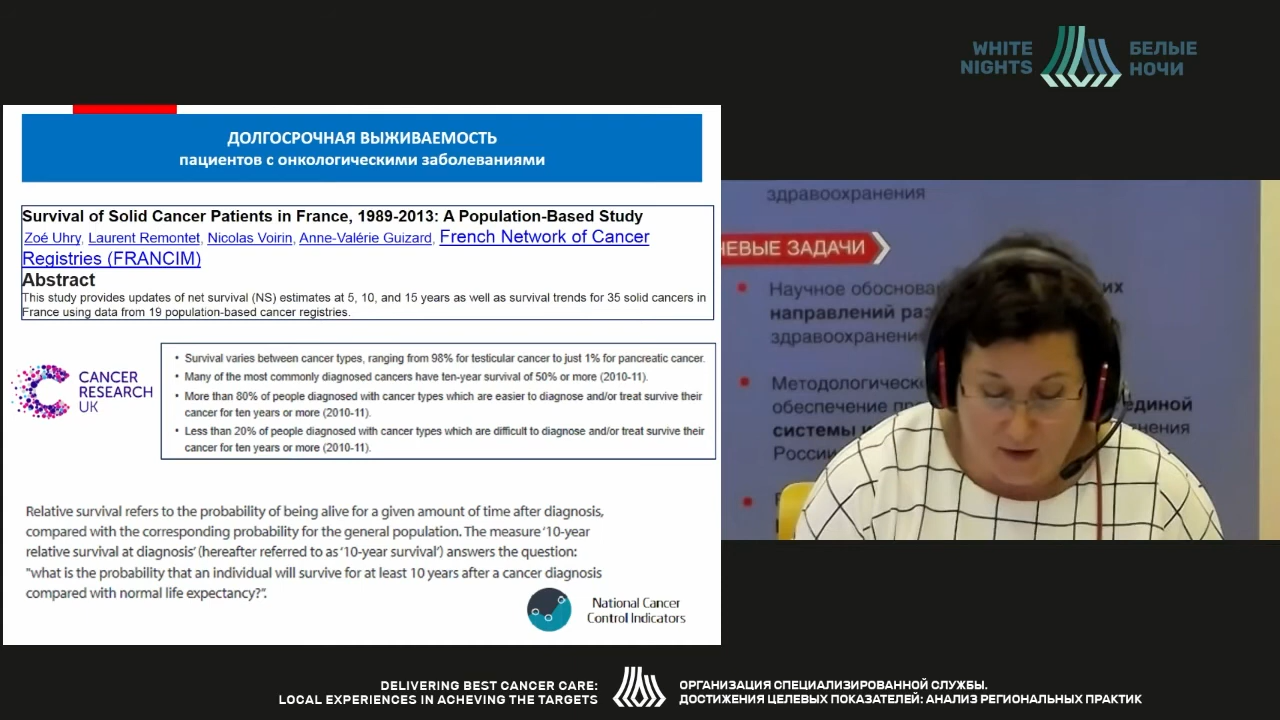 WHITE
NIGHTS
БЕЛЫЕ
НОЧИ
ДОЛГОСРОЧНАЯ ВЫЖИВАЕМОСТЬ
пациентов с онкологическими заболеваниями
Survival of Solid Cancer Patients in France, 1989-2013: A Population-Based Study
Zoé Uhry, Laurent Remontet, Nicolas Voirin, Anne-Valérie Guizard, French Network of Cancer
Registries (FRANCIM)
Abstract
This study provides updates of net survival (NS) estimates at 5, 10, and 15 years as well as survival trends for 35 solid cancers in
France using data from 19 population-based cancer registries.
CANCER
RESEARCH
UK
• Survival varies between cancer types, ranging from 98% for testicular cancer to just 1% for pancreatic cancer.
• Many of the most commonly diagnosed cancers have ten-year survival of 50% or more (2010-11).
• More than 80% of people diagnosed with cancer types which are easier to diagnose and/or treat survive their
cancer for ten years or more (2010-11).
• Less than 20% of people diagnosed with cancer types which are difficult to diagnose and/or treat survive their
cancer for ten years or more (2010-11).
Relative survival refers to the probability of being alive for a given amount of time after diagnosis,
compared with the corresponding probability for the general population. The measure '10-year
relative survival at diagnosis' (hereafter referred to as '10-year survival') answers the question:
"what is the probability that an individual will survive for at least 10 years after a cancer diagnosis
compared with normal life expectancy?".
National Cancer
Control Indicators
здравоохранения
ЗАДАЧИ
Научное
направлений
Методологическое
обеспечение единой
системы
России
DELIVERING BEST CANCER CARE:
LOCAL EXPERIENCES IN ACHEVING THE TARGETS
ОРГАНИЗАЦИЯ СПЕЦИАЛИЗИРОВАННОЙ СЛУЖБЫ.
ДОСТИЖЕНИЯ ЦЕЛЕВЫХ ПОКАЗАТЕЛЕЙ: АНАЛИЗ РЕГИОНАЛЬНЫХ ПРАКТИК